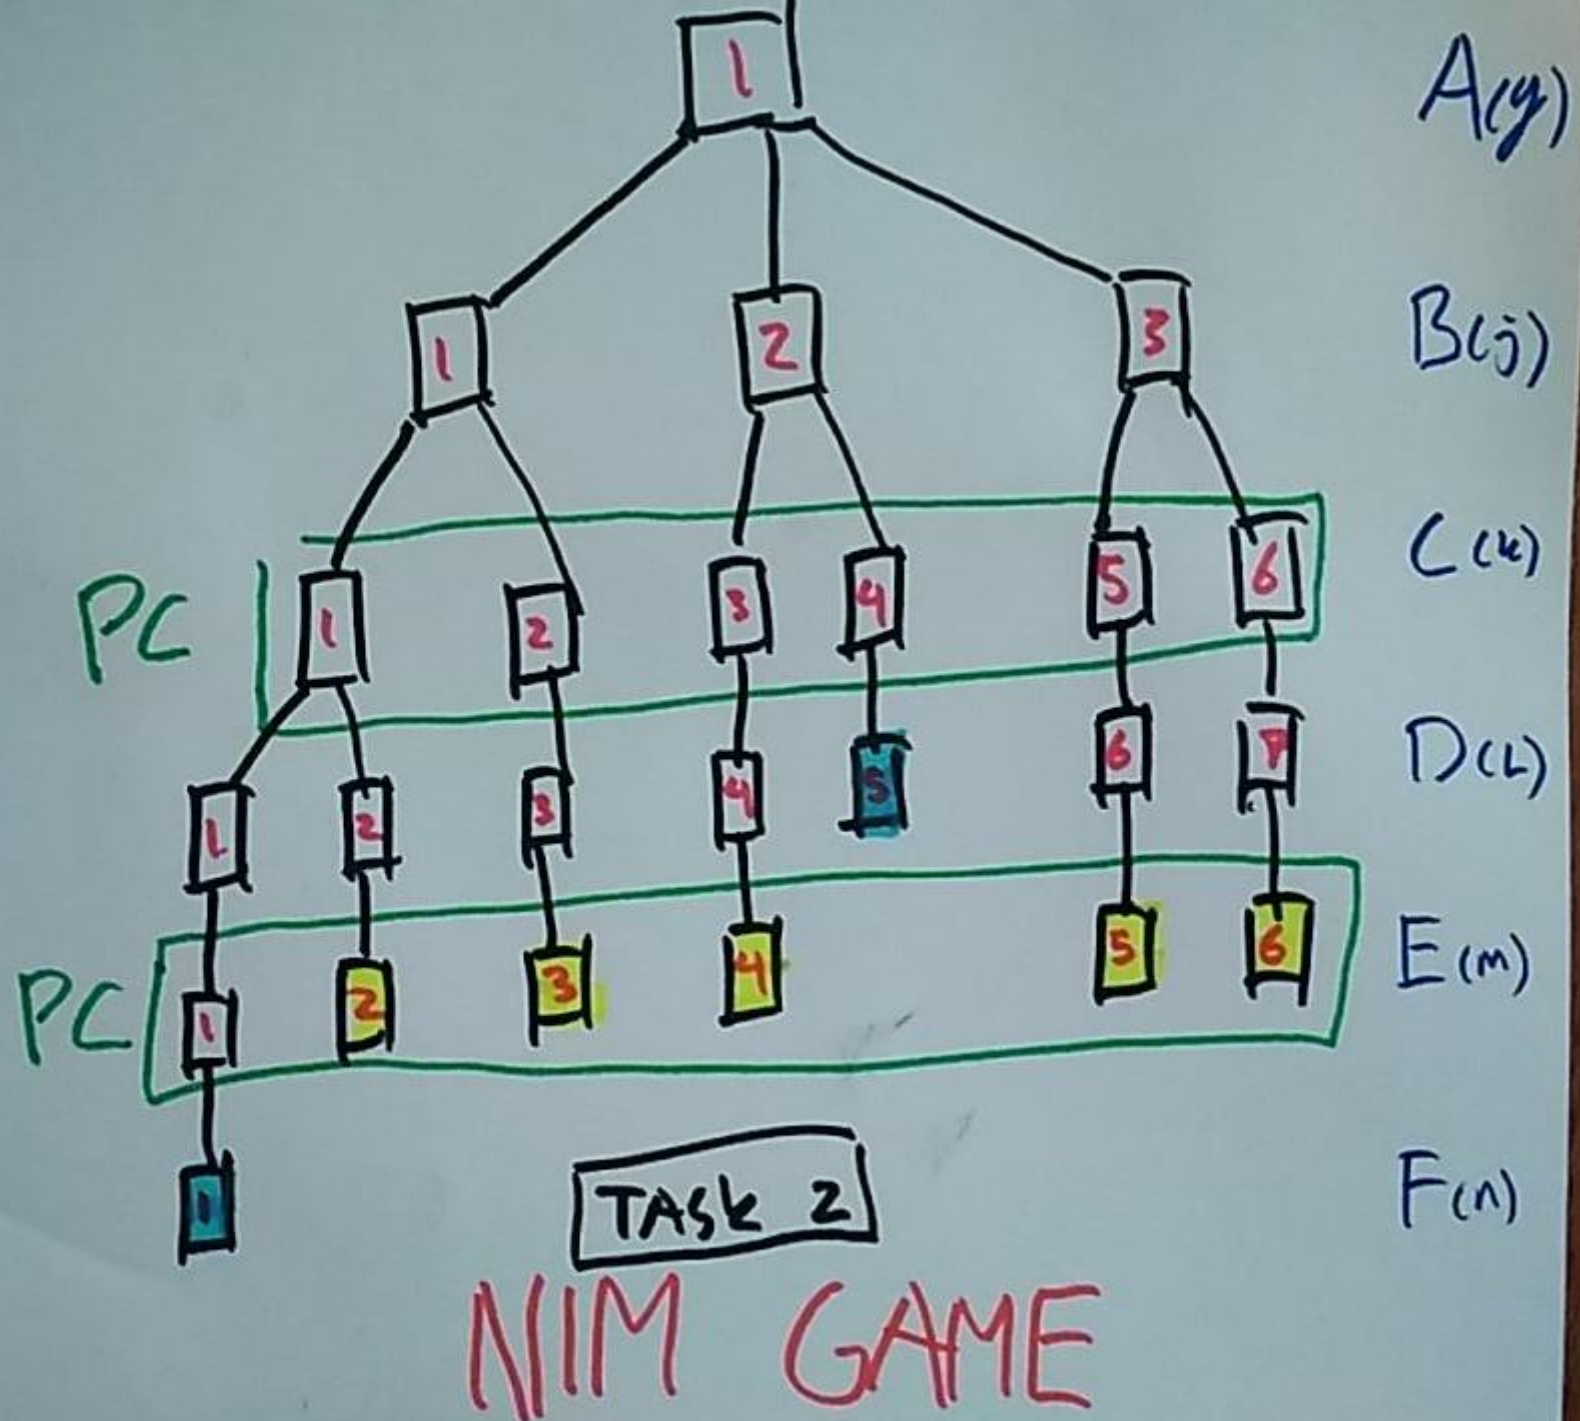 1 A(y)
1 2 3 B(j)
PC 1 2 3 4 5 6 C(k)
1 2 3 4 5 6 7 D(L)
PC 1 2 3 4 5 6 E(m)
1 F(n)
TASK 2
NIM GAME